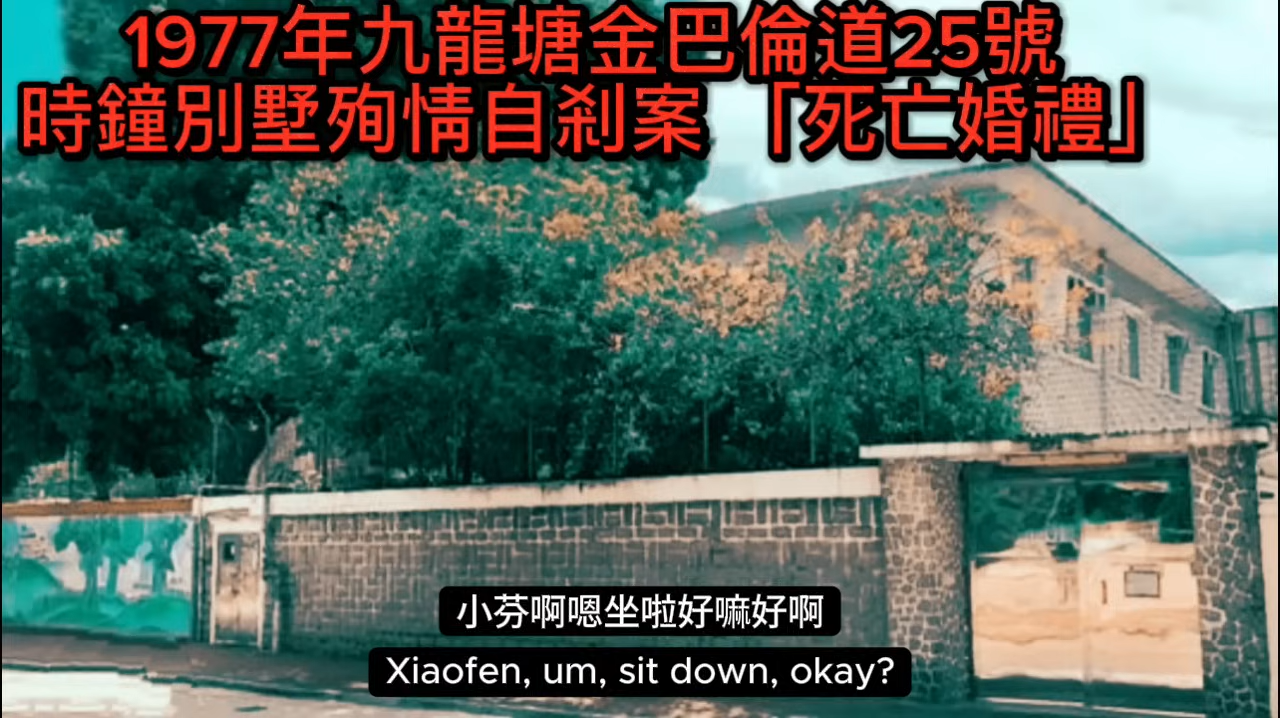 1977年九龍塘金巴倫道25號
時鐘別墅殉情自剎案 「死亡婚禮」
小芬啊嗯坐啦好嘛好啊
Xiaofen, um, sit down, okay?